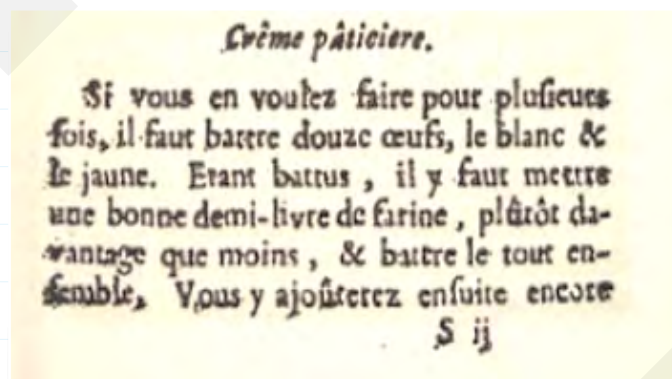 Crême pâticiere.
Si vous en voulez faire pour pluſieurs
fois, il faut battre douze œufs, le blanc &
le jaune. Etant battus, il y faut mettre
une bonne demi-livre de farine, plûtôt da-
vantage que moins, & battre le tout en-
ſemble, Vous y ajoûterez enſuite encore
S ij